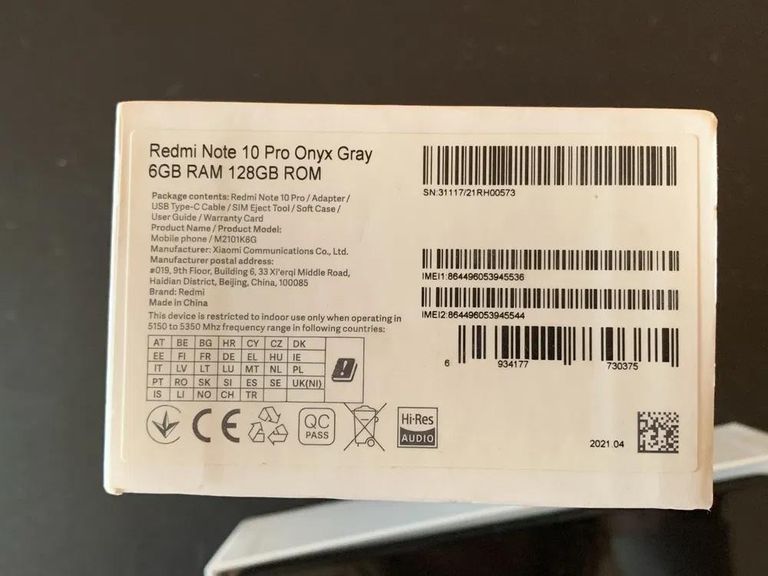 Redmi Note 10 Pro Onyx Gray
6GB RAM 128GB ROM
Package contents: Redmi Note 10 Pro / Adapter /
USB Type-C Cable / SIM Eject Tool / Soft Case /
User Guide / Warranty Card
Product Name / Product Model:
Mobile phone / M2101K6G
Manufacturer: Xiaomi Communications Co., Ltd.
Manufacturer postal address:
#019, 9th Floor, Building 6, 33 Xi'erqi Middle Road,
Haidian District, Beijing, China, 100085
Brand: Redmi
Made in China
This device is restricted to indoor use only when operating in
5150 to 5350 Mhz frequency range in following countries:
AT BE BG HR CY CZ DK
EE FI FR DE EL HU IE
IT LV LT LU MT NL PL
PT RO SK SI ES SE UK(NI)
IS LI NO CH TR
CE
QC
PASS
Hi-Res
AUDIO
SN:31117/21RH00573
IMEI1:864496053945536
IMEI2:864496053945544
6 934177 730375
2021.04